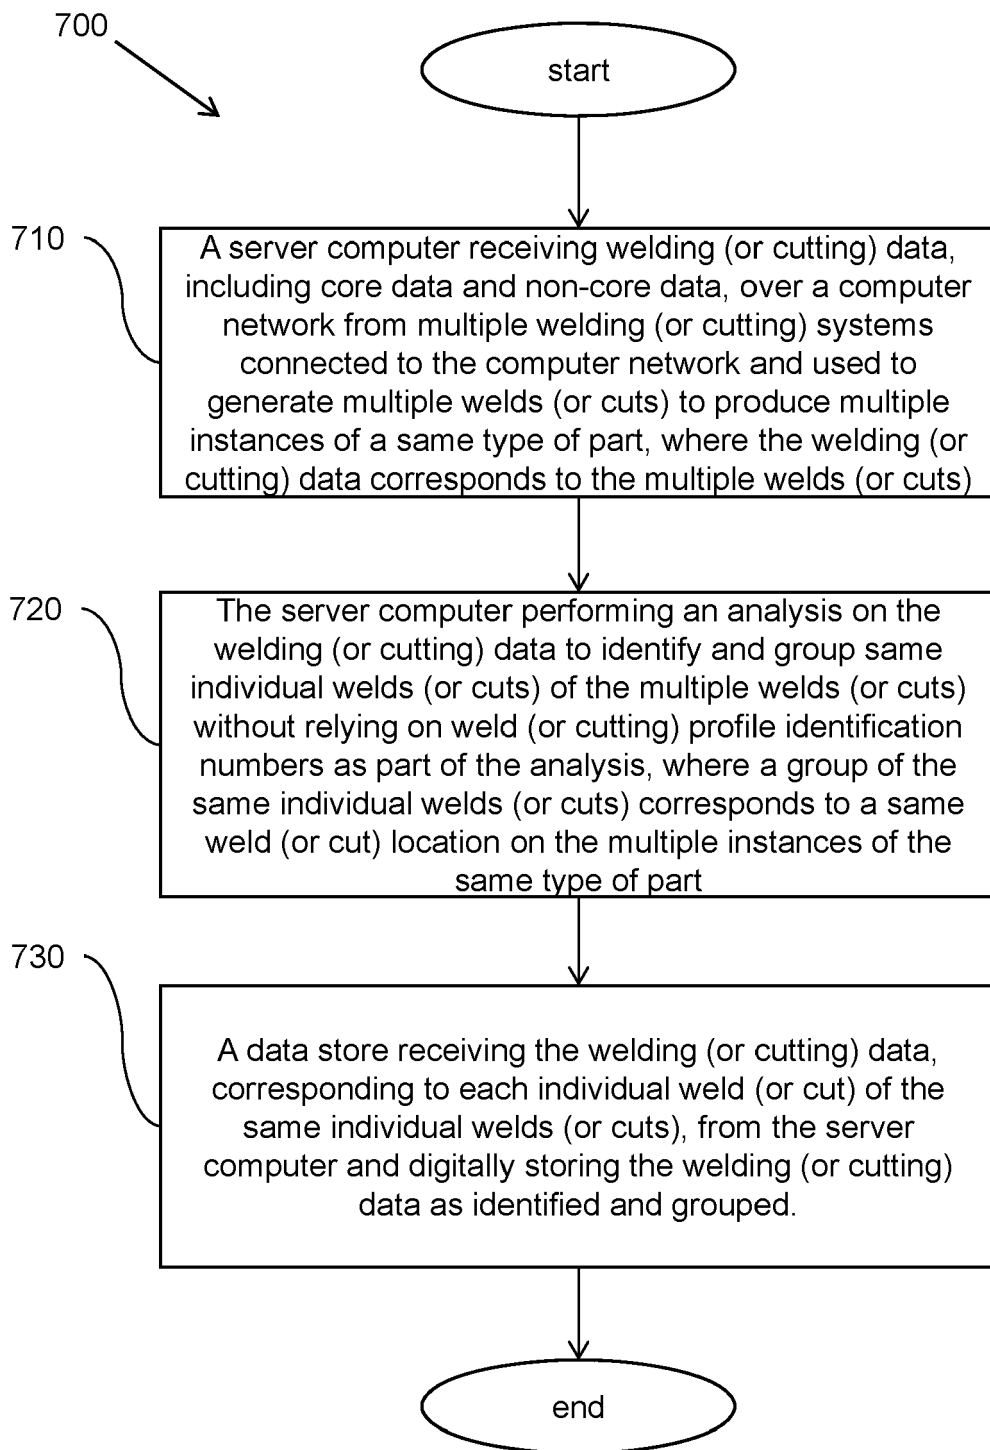 700
start
710
A server computer receiving welding (or cutting) data,
including core data and non-core data, over a computer
network from multiple welding (or cutting) systems
connected to the computer network and used to
generate multiple welds (or cuts) to produce multiple
instances of a same type of part, where the welding (or
cutting) data corresponds to the multiple welds (or cuts)
720
The server computer performing an analysis on the
welding (or cutting) data to identify and group same
individual welds (or cuts) of the multiple welds (or cuts)
without relying on weld (or cutting) profile identification
numbers as part of the analysis, where a group of the
same individual welds (or cuts) corresponds to a same
weld (or cut) location on the multiple instances of the
same type of part
730
A data store receiving the welding (or cutting) data,
corresponding to each individual weld (or cut) of the
same individual welds (or cuts), from the server
computer and digitally storing the welding (or cutting)
data as identified and grouped.
end